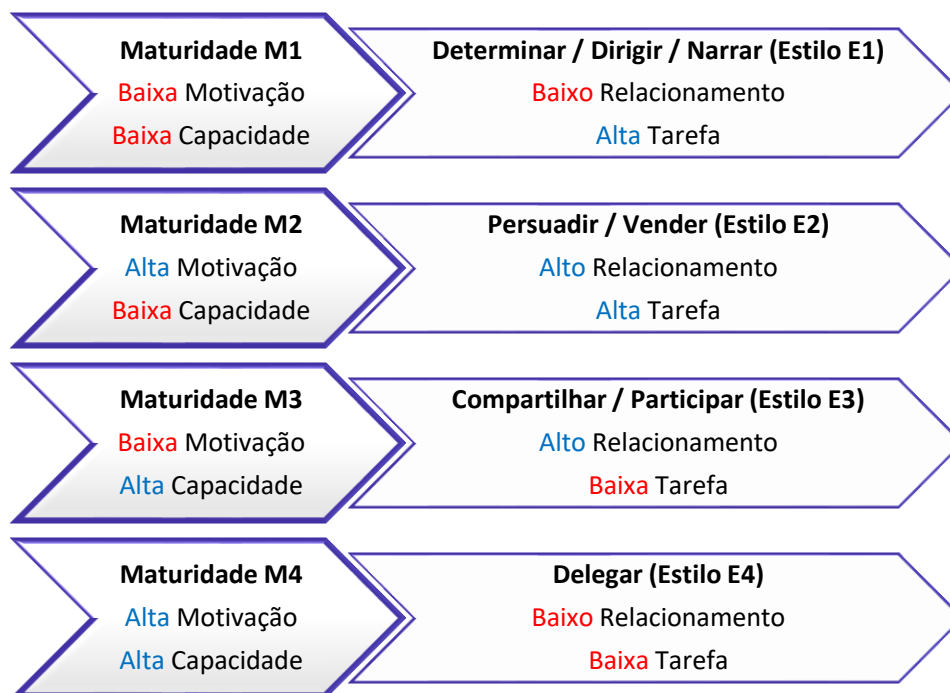 Maturidade M1
Baixa Motivação
Baixa Capacidade
Determinar / Dirigir / Narrar (Estilo E1)
Baixo Relacionamento
Alta Tarefa
Maturidade M2
Alta Motivação
Baixa Capacidade
Persuadir / Vender (Estilo E2)
Alto Relacionamento
Alta Tarefa
Maturidade M3
Baixa Motivação
Alta Capacidade
Compartilhar / Participar (Estilo E3)
Alto Relacionamento
Baixa Tarefa
Maturidade M4
Alta Motivação
Alta Capacidade
Delegar (Estilo E4)
Baixo Relacionamento
Baixa Tarefa